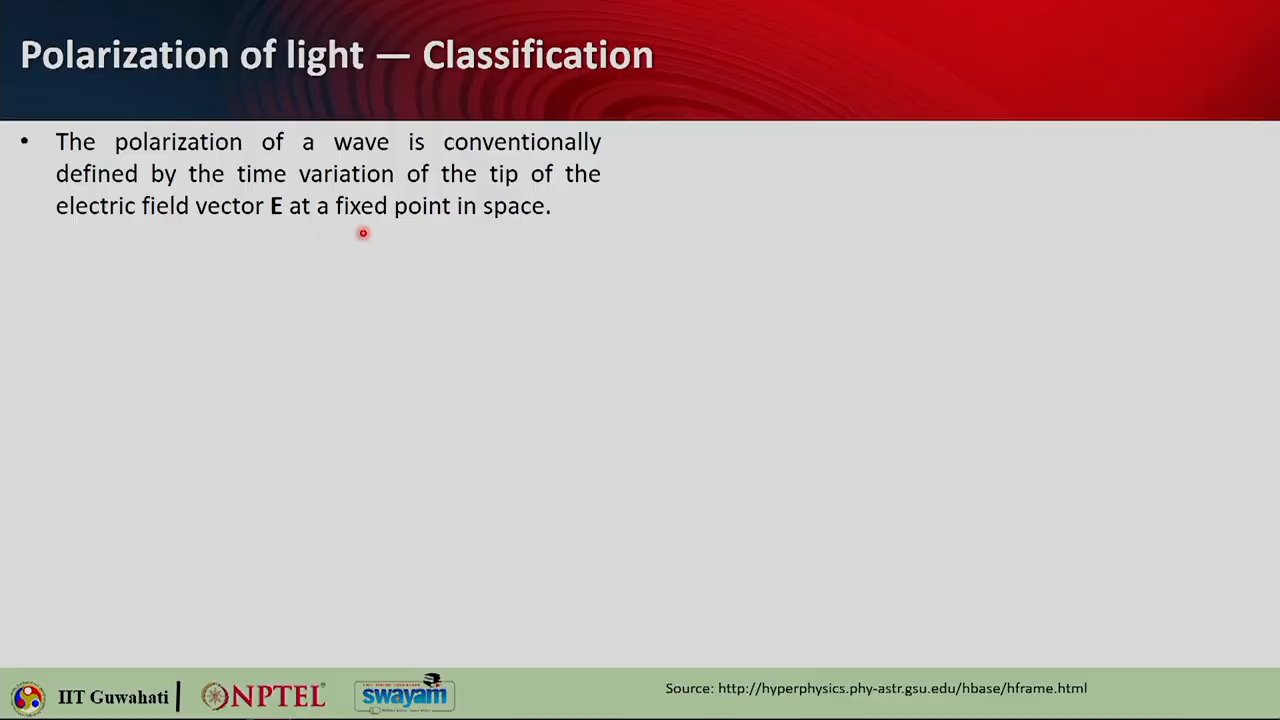 Polarization of light — Classification
• The polarization of a wave is conventionally
defined by the time variation of the tip of the
electric field vector E at a fixed point in space.
IIT Guwahati
NPTEL
swayam
Source: http://hyperphysics.phy-astr.gsu.edu/hbase/hframe.html